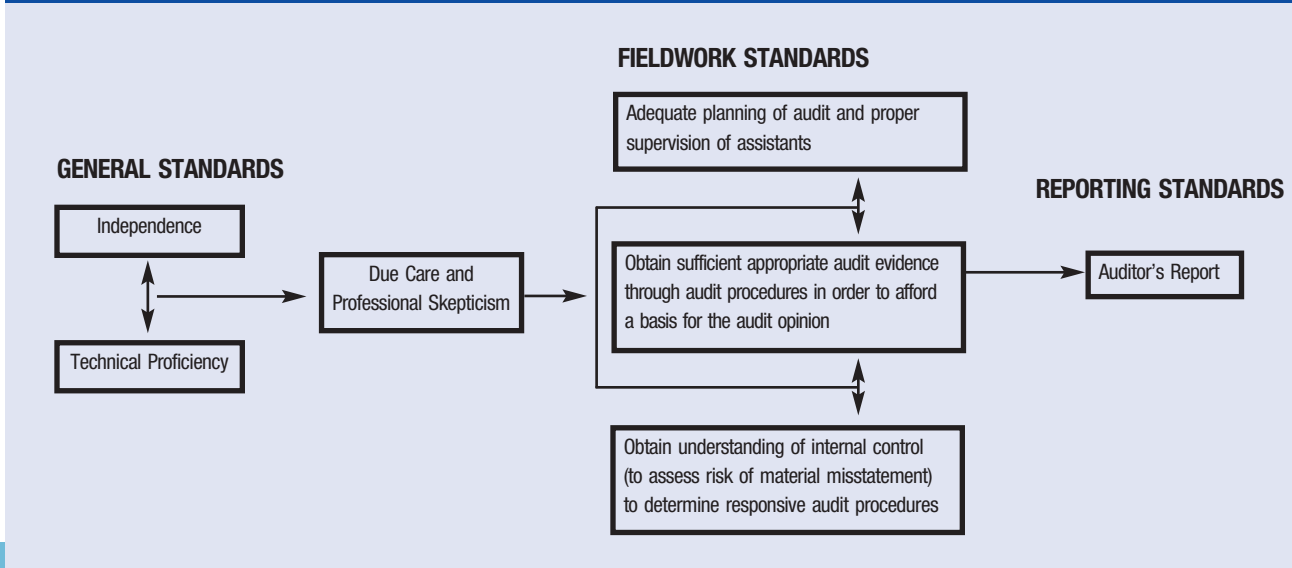 GENERAL STANDARDS
Independence
Technical Proficiency
Due Care and
Professional Skepticism
FIELDWORK STANDARDS
Adequate planning of audit and proper
supervision of assistants
Obtain sufficient appropriate audit evidence
through audit procedures in order to afford
a basis for the audit opinion
Obtain understanding of internal control
(to assess risk of material misstatement)
to determine responsive audit procedures
REPORTING STANDARDS
Auditor’s Report